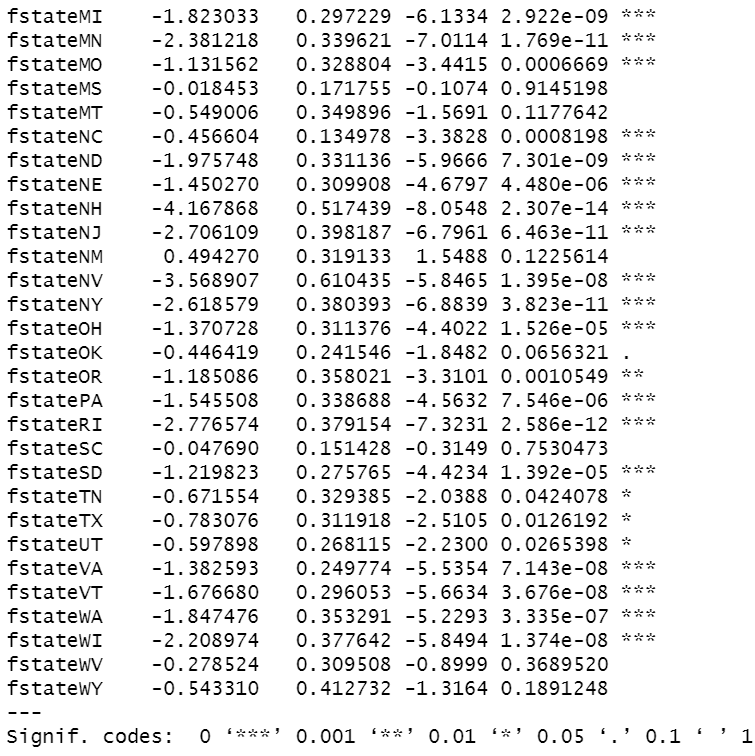 fstateMI    -1.823033   0.297229 -6.1334 2.922e-09 ***
fstateMN    -2.381218   0.339621 -7.0114 1.769e-11 ***
fstateMO    -1.131562   0.328804 -3.4415 0.0006669 ***
fstateMS    -0.018453   0.171755 -0.1074 0.9145198
fstateMT    -0.549006   0.349896 -1.5691 0.1177642
fstateNC    -0.456604   0.134978 -3.3828 0.0008198 ***
fstateND    -1.975748   0.331136 -5.9666 7.301e-09 ***
fstateNE    -1.450270   0.309908 -4.6797 4.480e-06 ***
fstateNH    -4.167868   0.517439 -8.0548 2.307e-14 ***
fstateNJ    -2.706109   0.398187 -6.7961 6.463e-11 ***
fstateNM     0.494270   0.319133  1.5488 0.1225614
fstateNV    -3.568907   0.610435 -5.8465 1.395e-08 ***
fstateNY    -2.618579   0.380393 -6.8839 3.823e-11 ***
fstateOH    -1.370728   0.311376 -4.4022 1.526e-05 ***
fstateOK    -0.446419   0.241546 -1.8482 0.0656321 .
fstateOR    -1.185086   0.358021 -3.3101 0.0010549 **
fstatePA    -1.545508   0.338688 -4.5632 7.546e-06 ***
fstateRI    -2.776574   0.379154 -7.3231 2.586e-12 ***
fstateSC    -0.047690   0.151428 -0.3149 0.7530473
fstateSD    -1.219823   0.275765 -4.4234 1.392e-05 ***
fstateTN    -0.671554   0.329385 -2.0388 0.0424078 *
fstateTX    -0.783076   0.311918 -2.5105 0.0126192 *
fstateUT    -0.597898   0.268115 -2.2300 0.0265398 *
fstateVA    -1.382593   0.249774 -5.5354 7.143e-08 ***
fstateVT    -1.676680   0.296053 -5.6634 3.676e-08 ***
fstateWA    -1.847476   0.353291 -5.2293 3.335e-07 ***
fstateWI    -2.208974   0.377642 -5.8494 1.374e-08 ***
fstateWV    -0.278524   0.309508 -0.8999 0.3689520
fstateWY    -0.543310   0.412732 -1.3164 0.1891248
---
Signif. codes:  0 ‘***’ 0.001 ‘**’ 0.01 ‘*’ 0.05 ‘.’ 0.1 ‘ ’ 1